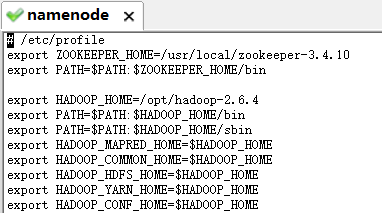 namenode
# /etc/profile
export ZOOKEEPER_HOME=/usr/local/zookeeper-3.4.10
export PATH=$PATH:$ZOOKEEPER_HOME/bin
export HADOOP_HOME=/opt/hadoop-2.6.4
export PATH=$PATH:$HADOOP_HOME/bin
export PATH=$PATH:$HADOOP_HOME/sbin
export HADOOP_MAPRED_HOME=$HADOOP_HOME
export HADOOP_COMMON_HOME=$HADOOP_HOME
export HADOOP_HDFS_HOME=$HADOOP_HOME
export HADOOP_YARN_HOME=$HADOOP_HOME
export HADOOP_CONF_HOME=$HADOOP_HOME